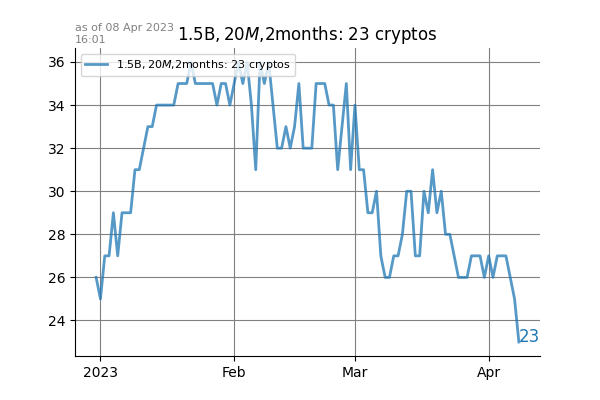 as of 08 Apr 2023
16:01
1.5B, 20M,2months: 23 cryptos
1.5B, 20M,2months: 23 cryptos
36
34
32
30
28
26
24
23
2023
Feb
Mar
Apr